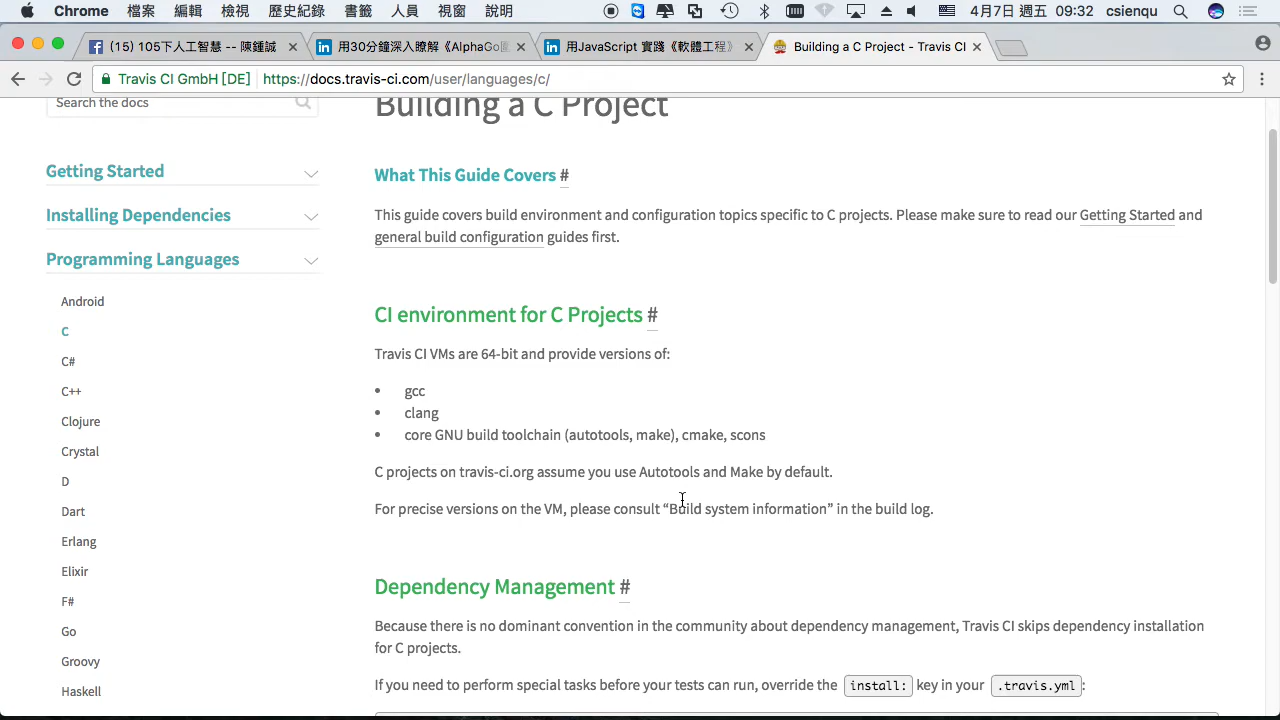 Chrome 檔案 編輯 檢視 歷史紀錄 書籤 人員 視窗 說明 4月7日 週五 09:32 csienqu
(15) 105下人工智慧 -- 陳鍾誠
用30分鐘深入瞭解《AlphaGo圍
用JavaScript 實踐《軟體工程》
Building a C Project - Travis CI
Travis CI GmbH [DE] https://docs.travis-ci.com/user/languages/c/
Search the docs
Getting Started
Installing Dependencies
Programming Languages
Android
C
C#
C++
Clojure
Crystal
D
Dart
Erlang
Elixir
F#
Go
Groovy
Haskell
Building a C Project
What This Guide Covers #
This guide covers build environment and configuration topics specific to C projects. Please make sure to read our Getting Started and
general build configuration guides first.
CI environment for C Projects #
Travis CI VMs are 64-bit and provide versions of:
• gcc
• clang
• core GNU build toolchain (autotools, make), cmake, scons
C projects on travis-ci.org assume you use Autotools and Make by default.
For precise versions on the VM, please consult “Build system information” in the build log.
Dependency Management #
Because there is no dominant convention in the community about dependency management, Travis CI skips dependency installation
for C projects.
If you need to perform special tasks before your tests can run, override the install: key in your .travis.yml: